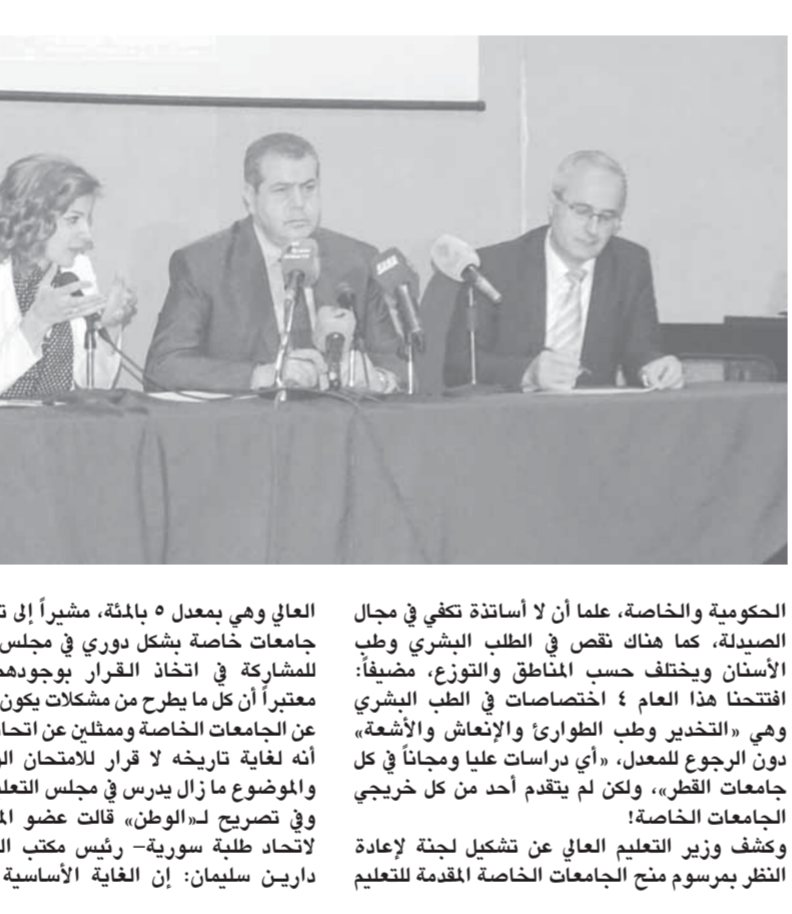 الحكومية والخاصة، علما أن لا أساتذة تكفي في مجال
الصيدلة، كما هناك نقص في الطلب البشري وطب
الأسنان ويختلف حسب المناطق والتوزع، مضيفاً:
افتتحنا هذا العام ٤ اختصاصات في الطب البشري
وهي «التخدير وطب الطوارئ والإنعاش والأشعة»
دون الرجوع للمعدل، «أي دراسات عليا ومجاناً في كل
جامعات القطر»، ولكن لم يتقدم أحد من كل خريجي
الجامعات الخاصة!
وكشف وزير التعليم العالي عن تشكيل لجنة لإعادة
النظر بمرسوم منح الجامعات الخاصة المقدمة للتعليم
العالي وهي بمعدل ٥ بالمئة، مشيراً إلى
جامعات خاصة بشكل دوري في مجلس
للمشاركة في اتخاذ القرار بوجودهم
معتبراً أن كل ما يطرح من مشكلات يكون
عن الجامعات الخاصة وممثلين عن
أنه لغاية تاريخه لا قرار للامتحان
والموضوع ما زال يدرس في مجلس
وفي تصريح لـ«الوطن» قالت عضو
لاتحاد طلبة سورية– رئيس مكتب
دارين سليمان: إن الغاية الأساسية